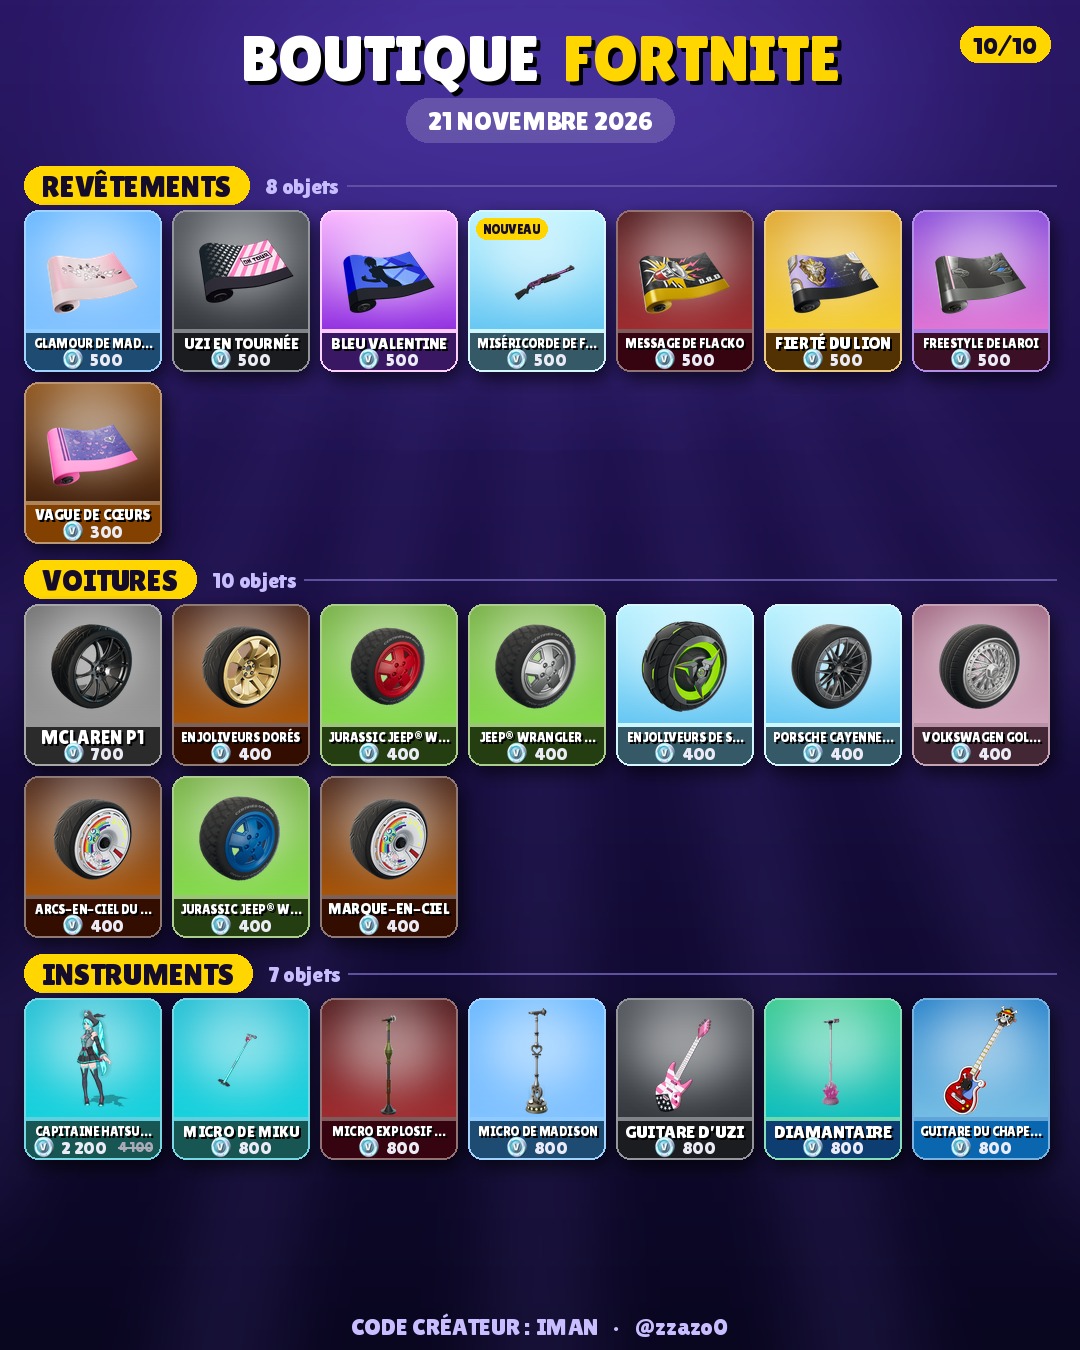 BOUTIQUE FORTNITE
10/10
21 NOVEMBRE 2026
REVÊTEMENTS 8 objets
GLAMOUR DE MAD...
500
ON TOUR
UZI EN TOURNÉE
500
BLEU VALENTINE
500
NOUVEAU
MISÉRICORDE DE F...
500
MESSAGE DE FLACKO
500
FIERTÉ DU LION
500
FREESTYLE DE LAROI
500
VAGUE DE CŒURS
300
VOITURES 10 objets
MCLAREN P1
700
ENJOLIVEURS DORÉS
400
JURASSIC JEEP® W...
400
JEEP® WRANGLER ...
400
ENJOLIVEURS DE S...
400
PORSCHE CAYENNE...
400
VOLKSWAGEN GOL...
400
ARCS-EN-CIEL DU ...
400
JURASSIC JEEP® W...
400
MARQUE-EN-CIEL
400
INSTRUMENTS 7 objets
CAPITAINE HATSU...
2 200 4 100
MICRO DE MIKU
800
MICRO EXPLOSIF ...
800
MICRO DE MADISON
800
GUITARE D'UZI
800
DIAMANTAIRE
800
GUITARE DU CHAPE...
800
CODE CRÉATEUR : IMAN · @zzazo0